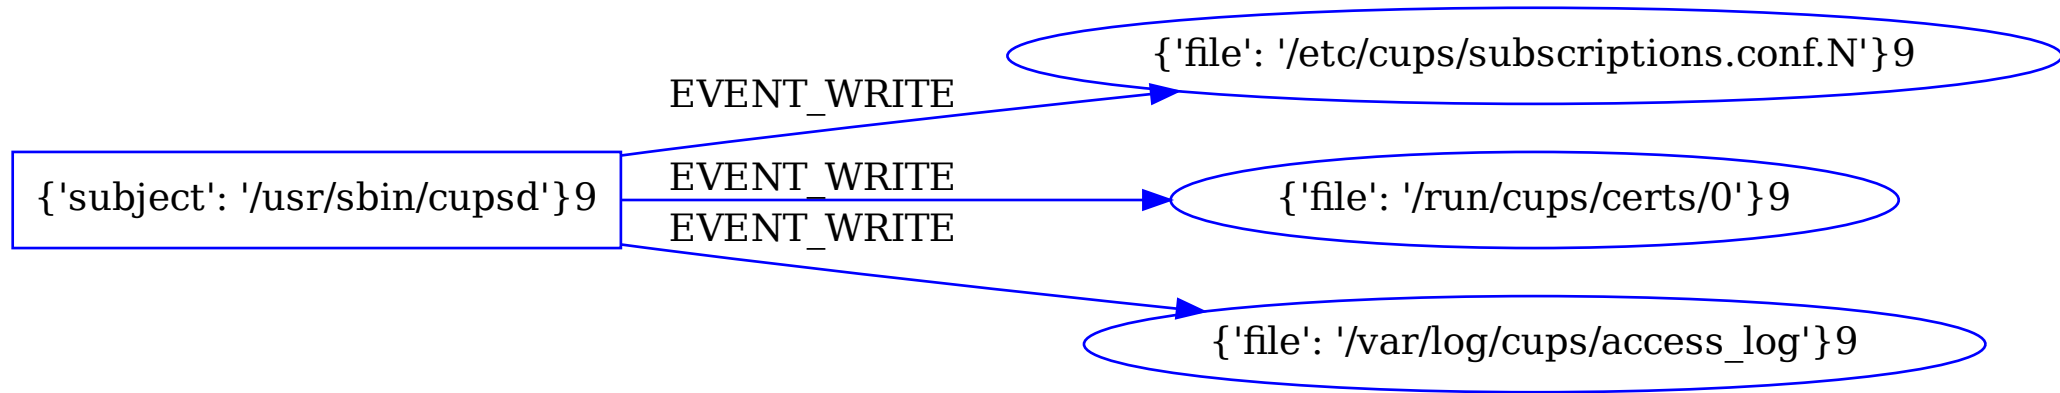 {'file': '/etc/cups/subscriptions.conf.N'}9
EVENT_WRITE
{'subject': '/usr/sbin/cupsd'}9
EVENT_WRITE
{'file': '/run/cups/certs/0'}9
EVENT_WRITE
{'file': '/var/log/cups/access_log'}9